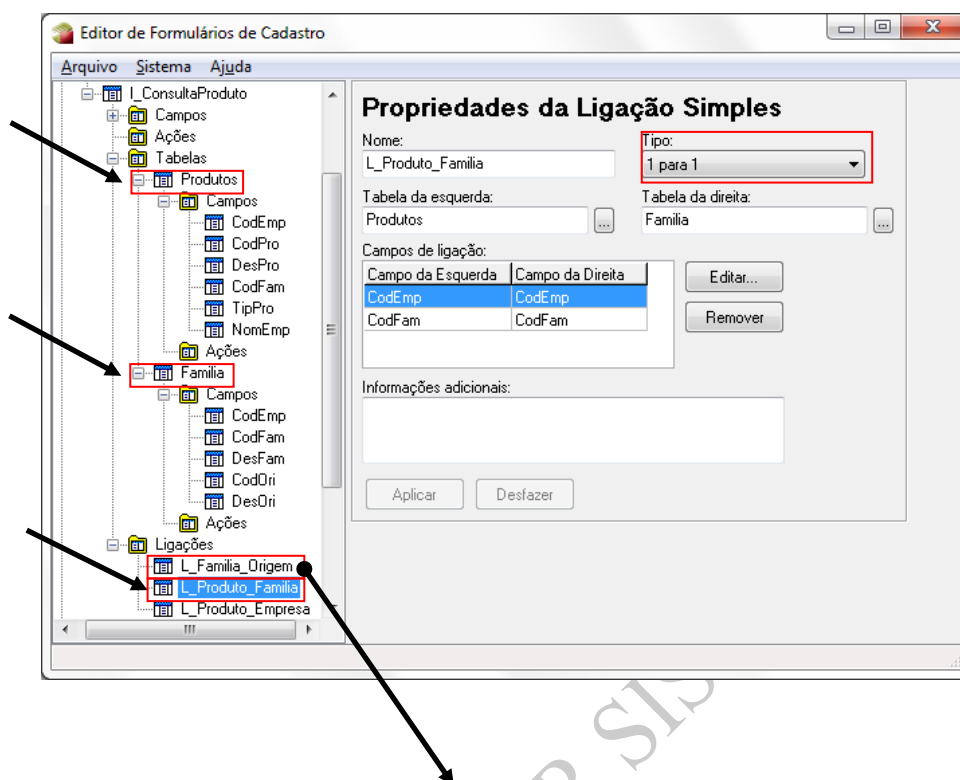 Editor de Formulários de Cadastro
Arquivo Sistema Ajuda
I_ConsultaProduto
Campos
Ações
Tabelas
Produtos
Campos
CodEmp
CodPro
DesPro
CodFam
TipPro
NomEmp
Ações
Familia
Campos
CodEmp
CodFam
DesFam
CodOri
DesOri
Ações
Ligações
L_Familia_Origem
L_Produto_Familia
L_Produto_Empresa
Propriedades da Ligação Simples
Nome: Tipo:
L_Produto_Familia 1 para 1
Tabela da esquerda: Tabela da direita:
Produtos ... Familia ...
Campos de ligação:
Campo da Esquerda Campo da Direita
CodEmp CodEmp
CodFam CodFam
Editar...
Remover
Informações adicionais:
Aplicar Desfazer